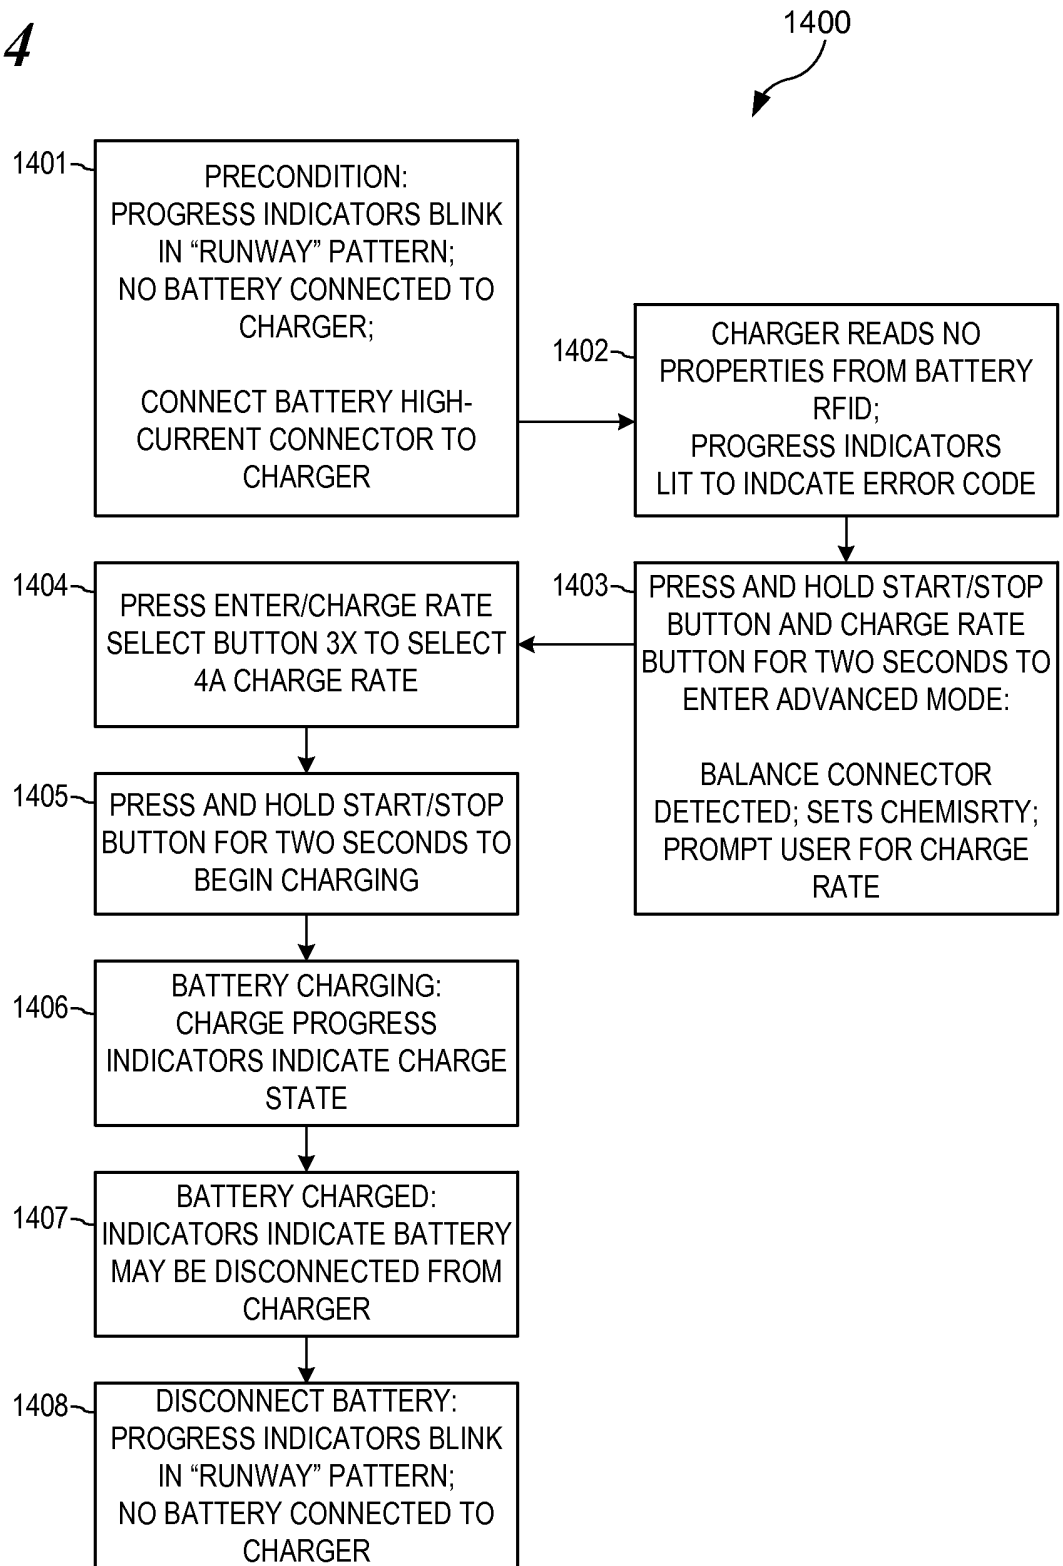 4
1400
1401
PRECONDITION:
PROGRESS INDICATORS BLINK
IN “RUNWAY” PATTERN;
NO BATTERY CONNECTED TO
CHARGER;
CONNECT BATTERY HIGH-
CURRENT CONNECTOR TO
CHARGER
1402
CHARGER READS NO
PROPERTIES FROM BATTERY
RFID;
PROGRESS INDICATORS
LIT TO INDCATE ERROR CODE
1403
PRESS AND HOLD START/STOP
BUTTON AND CHARGE RATE
BUTTON FOR TWO SECONDS TO
ENTER ADVANCED MODE:
BALANCE CONNECTOR
DETECTED; SETS CHEMISRTY;
PROMPT USER FOR CHARGE
RATE
1404
PRESS ENTER/CHARGE RATE
SELECT BUTTON 3X TO SELECT
4A CHARGE RATE
1405
PRESS AND HOLD START/STOP
BUTTON FOR TWO SECONDS TO
BEGIN CHARGING
1406
BATTERY CHARGING:
CHARGE PROGRESS
INDICATORS INDICATE CHARGE
STATE
1407
BATTERY CHARGED:
INDICATORS INDICATE BATTERY
MAY BE DISCONNECTED FROM
CHARGER
1408
DISCONNECT BATTERY:
PROGRESS INDICATORS BLINK
IN “RUNWAY” PATTERN;
NO BATTERY CONNECTED TO
CHARGER